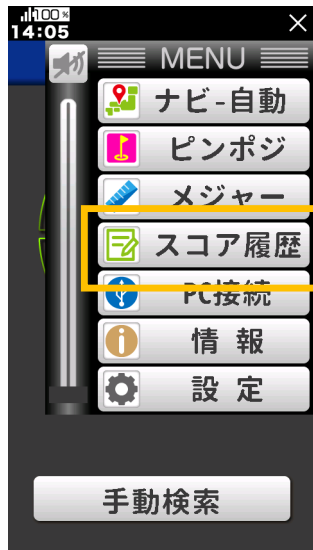 100%
14:05
MENU
ナビ-自動
ピンポジ
メジャー
スコア履歴
PC接続
情 報
設 定
手動検索